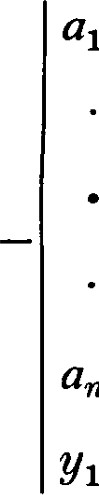 a₁
.
.
.
aₙ
y₁